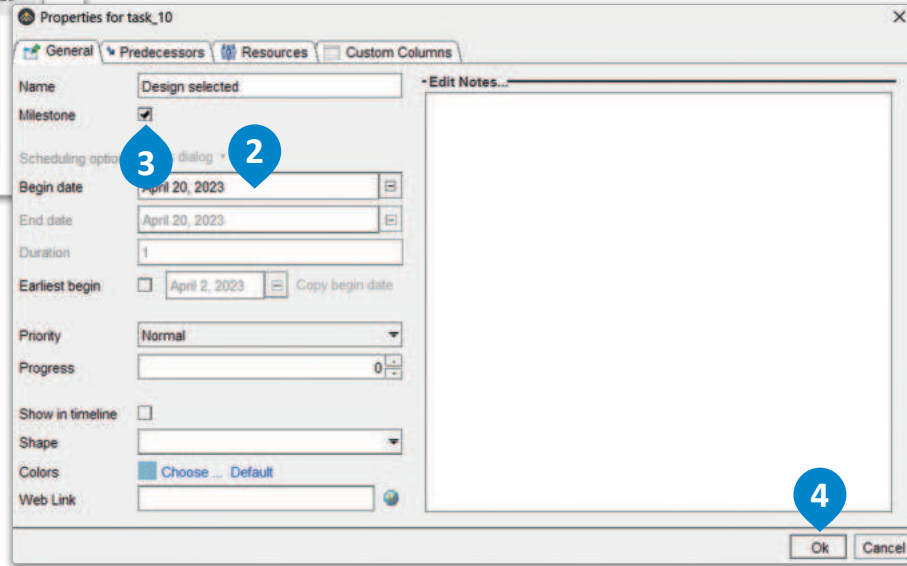 Properties for task_10
General Predecessors Resources Custom Columns
Name Design selected
Milestone
3 2
Scheduling optio dialog
Begin date April 20, 2023
End date April 20, 2023
Duration 1
Earliest begin April 2, 2023 Copy begin date
Priority Normal
Progress 0
Show in timeline
Shape
Colors Choose ... Default
Web Link
Edit Notes...
4
Ok Cancel